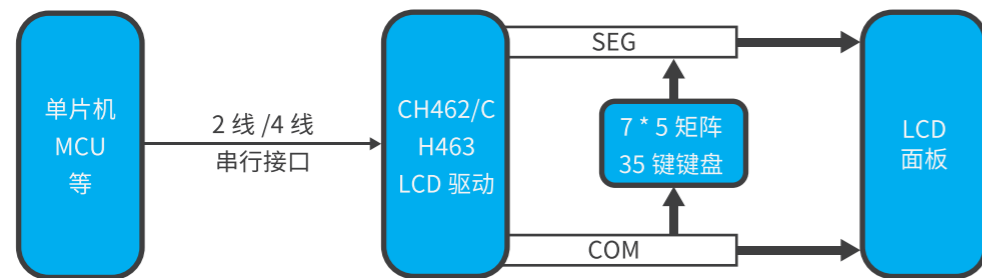 单片机
MCU
等
2 线 /4 线
串行接口
CH462/C
H463
LCD 驱动
SEG
7 * 5 矩阵
35 键键盘
COM
LCD
面板